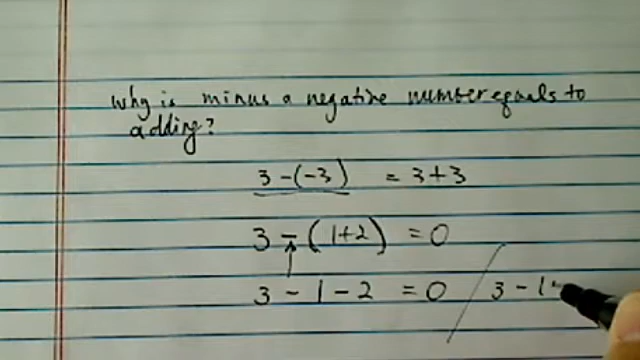 why is minus a negative number equals to
adding?
3 - (-3) = 3 + 3
3 - (1+2) = 0
3 - 1 - 2 = 0 / 3 - 1